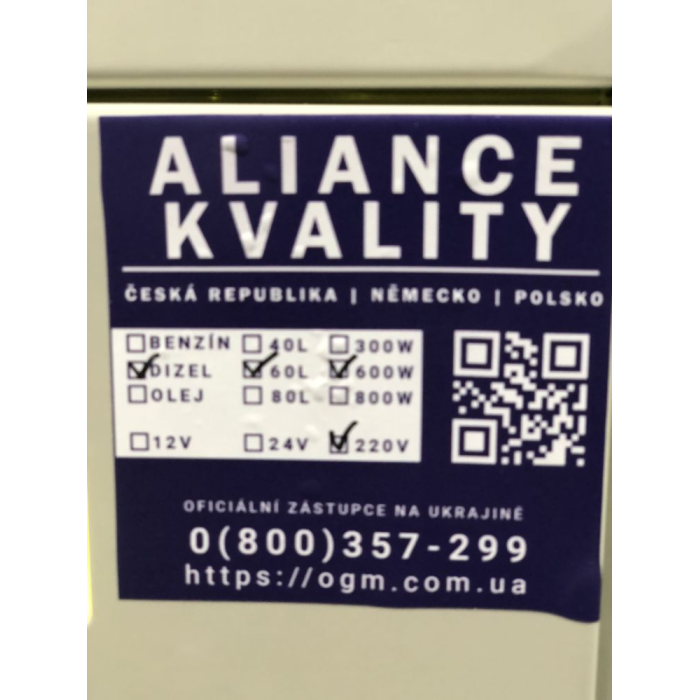 ALIANCE
KVALITY
ČESKÁ REPUBLIKA | NĚMECKO | POLSKO
BENZÍN 40L 300W
DIZEL 60L 600W
OLEJ 80L 800W
12V 24V 220V
OFICIÁLNÍ ZÁSTUPCE NA UKRAJINĚ
0(800)357-299
https://ogm.com.ua